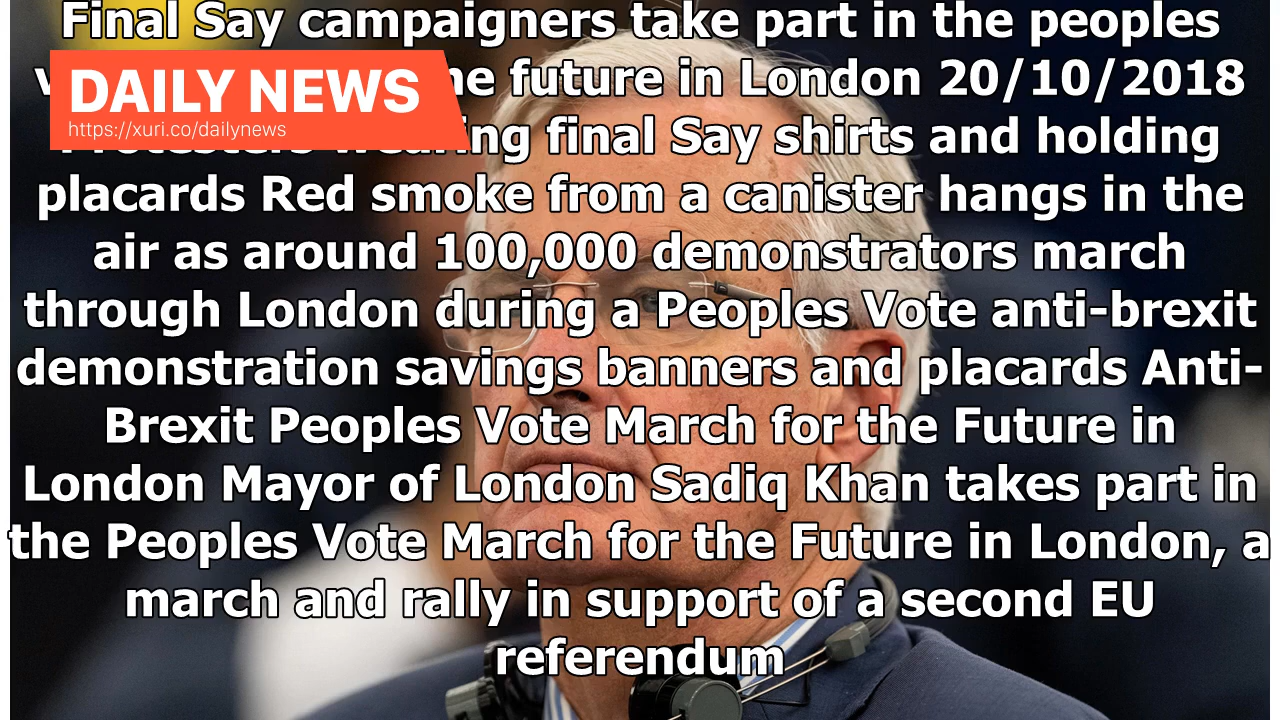 Final Say campaigners take part in the peoples
future in London 20/10/2018
DAILY NEWS
https://xuri.co/dailynews
final Say shirts and holding
placards Red smoke from a canister hangs in the
air as around 100,000 demonstrators march
through London during a Peoples Vote anti-brexit
demonstration savings banners and placards Anti-
Brexit Peoples Vote March for the Future in
London Mayor of London Sadiq Khan takes part in
the Peoples Vote March for the Future in London, a
march and rally in support of a second EU
referendum